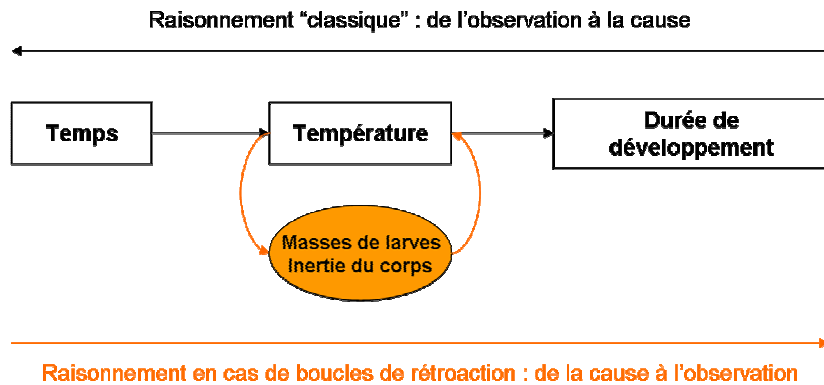 Raisonnement “classique” : de l’observation à la cause
Temps
Température
Durée de
développement
Masses de larves
Inertie du corps
Raisonnement en cas de boucles de rétroaction : de la cause à l’observation